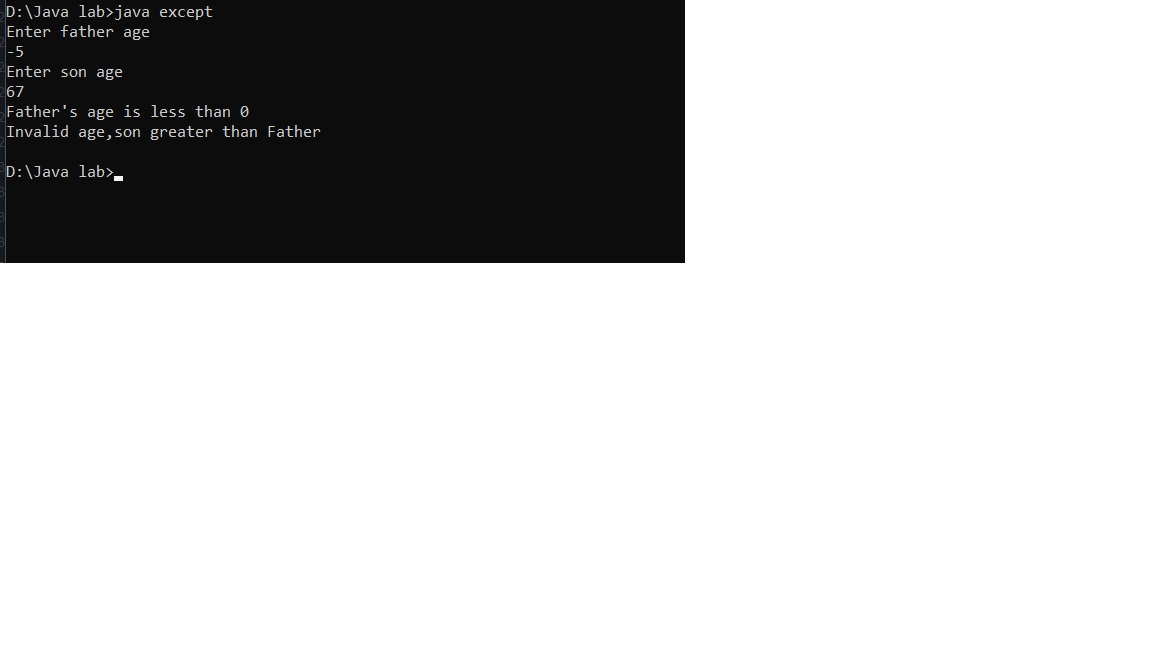 D:\Java lab>java except
Enter father age
-5
Enter son age
67
Father's age is less than 0
Invalid age,son greater than Father
D:\Java lab>